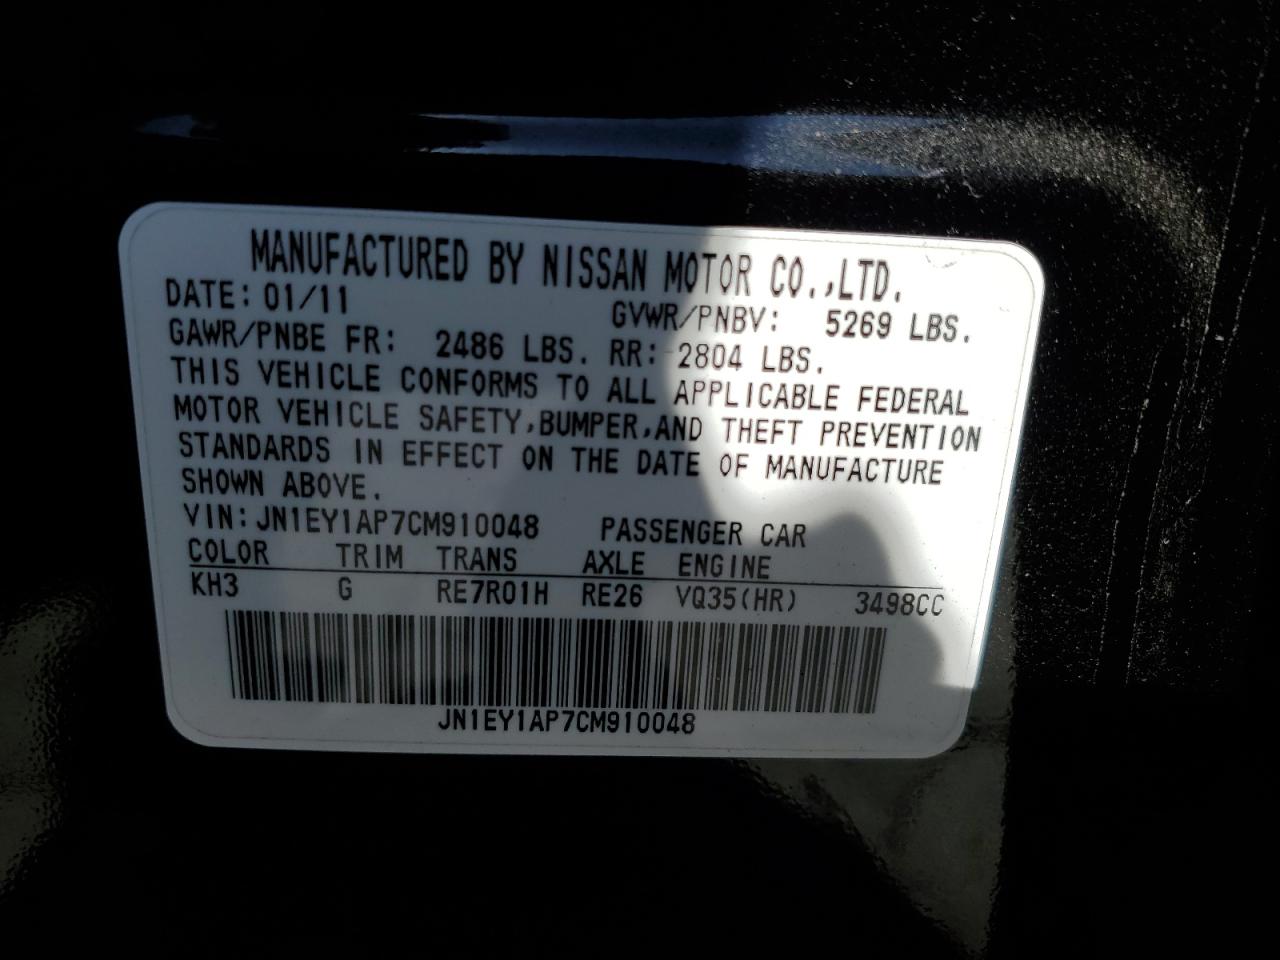 MANUFACTURED BY NISSAN MOTOR CO.,LTD.
DATE: 01/11 GVWR/PNBV: 5269 LBS.
GAWR/PNBE FR: 2486 LBS. RR: 2804 LBS.
THIS VEHICLE CONFORMS TO ALL APPLICABLE FEDERAL
MOTOR VEHICLE SAFETY,BUMPER,AND THEFT PREVENTION
STANDARDS IN EFFECT ON THE DATE OF MANUFACTURE
SHOWN ABOVE.
VIN:JN1EY1AP7CM910048 PASSENGER CAR
COLOR TRIM TRANS AXLE ENGINE
KH3 G RE7R01H RE26 VQ35(HR) 3498CC
JN1EY1AP7CM910048